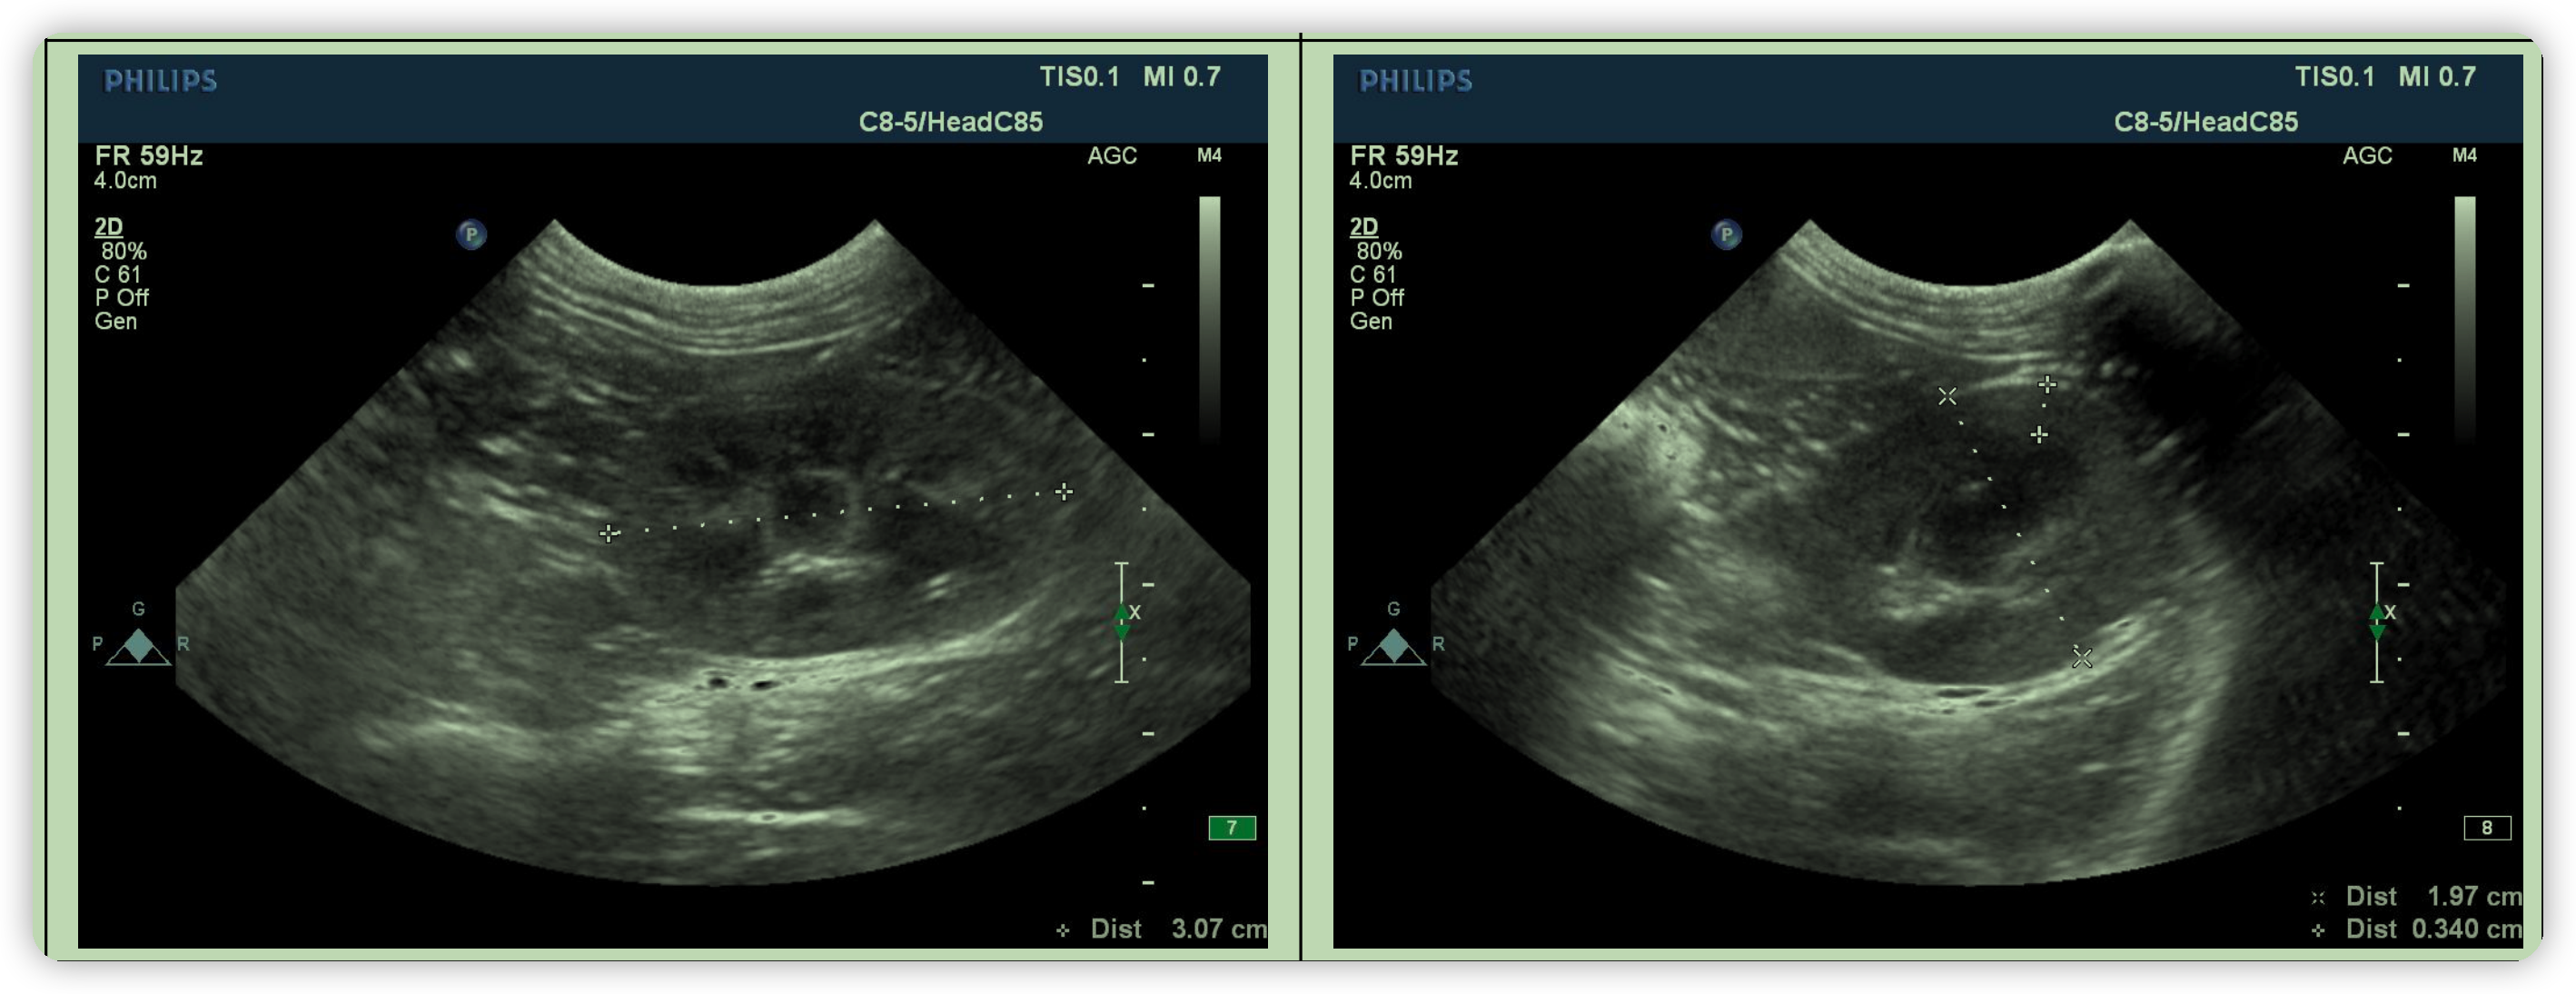 PHILIPS
TIS0.1 MI 0.7
C8-5/HeadC85
FR 59Hz
AGC
M4
4.0cm
2D
80%
C 61
P Off
Gen
P
G
P R
X
7
Dist 3.07 cm
PHILIPS
TIS0.1 MI 0.7
C8-5/HeadC85
FR 59Hz
AGC
M4
4.0cm
2D
80%
C 61
P Off
Gen
P
G
P R
X
8
Dist 1.97 cm
Dist 0.340 cm